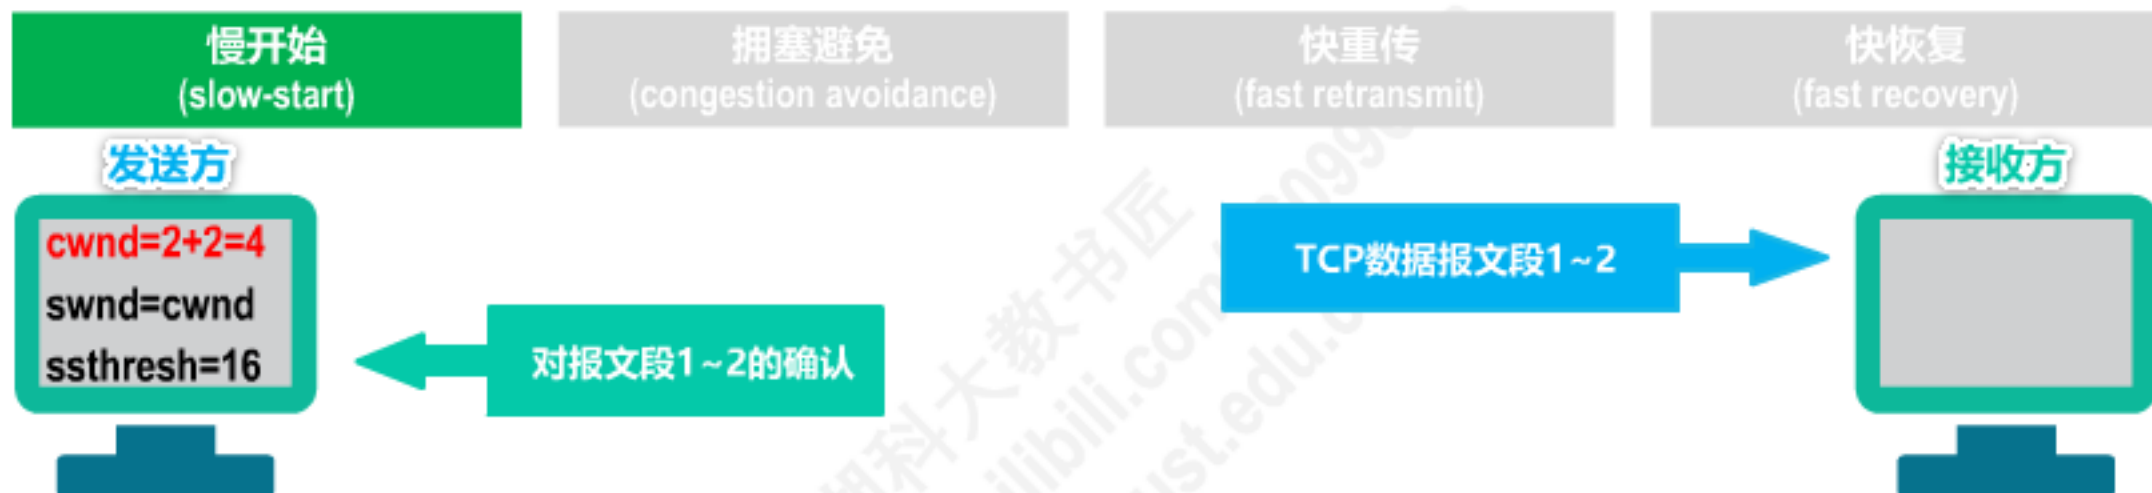 慢开始
(slow-start)
拥塞避免
(congestion avoidance)
快重传
(fast retransmit)
快恢复
(fast recovery)
发送方
接收方
cwnd=2+2=4
swnd=cwnd
ssthresh=16
TCP数据报文段1~2
对报文段1~2的确认